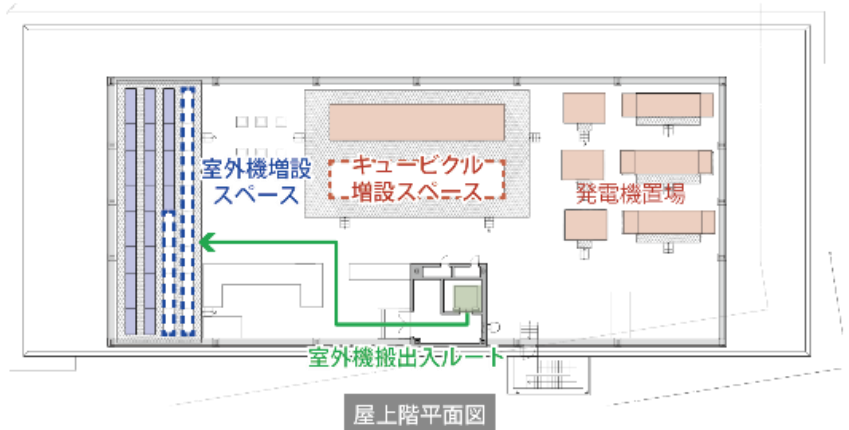 室外機増設
スペース
キュービクル
増設スペース
発電機置場
室外機搬出入ルート
屋上階平面図